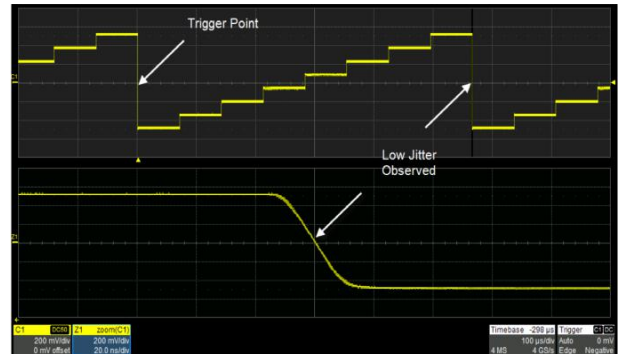 Trigger Point
Low Jitter
Observed
C1 DC50
200 mV/div
0 mV offset
Z1 zoom(C1)
200 mV/div
20.0 ns/div
Timebase -298 µs
100 µs/div
4 MS 4 GS/s
Trigger C1 DC
Auto 0 mV
Edge Negative